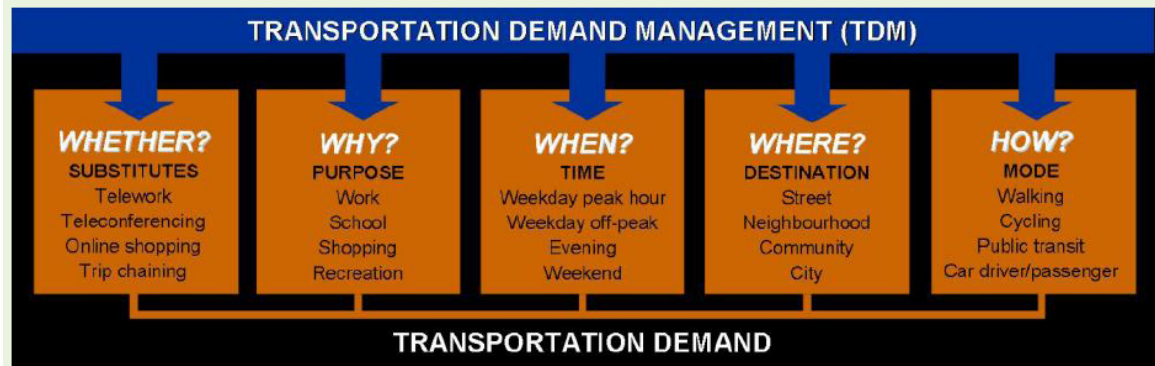 TRANSPORTATION DEMAND MANAGEMENT (TDM)
WHETHER?
SUBSTITUTES
Telework
Teleconferencing
Online shopping
Trip chaining
WHY?
PURPOSE
Work
School
Shopping
Recreation
WHEN?
TIME
Weekday peak hour
Weekday off-peak
Evening
Weekend
WHERE?
DESTINATION
Street
Neighbourhood
Community
City
HOW?
MODE
Walking
Cycling
Public transit
Car driver/passenger
TRANSPORTATION DEMAND